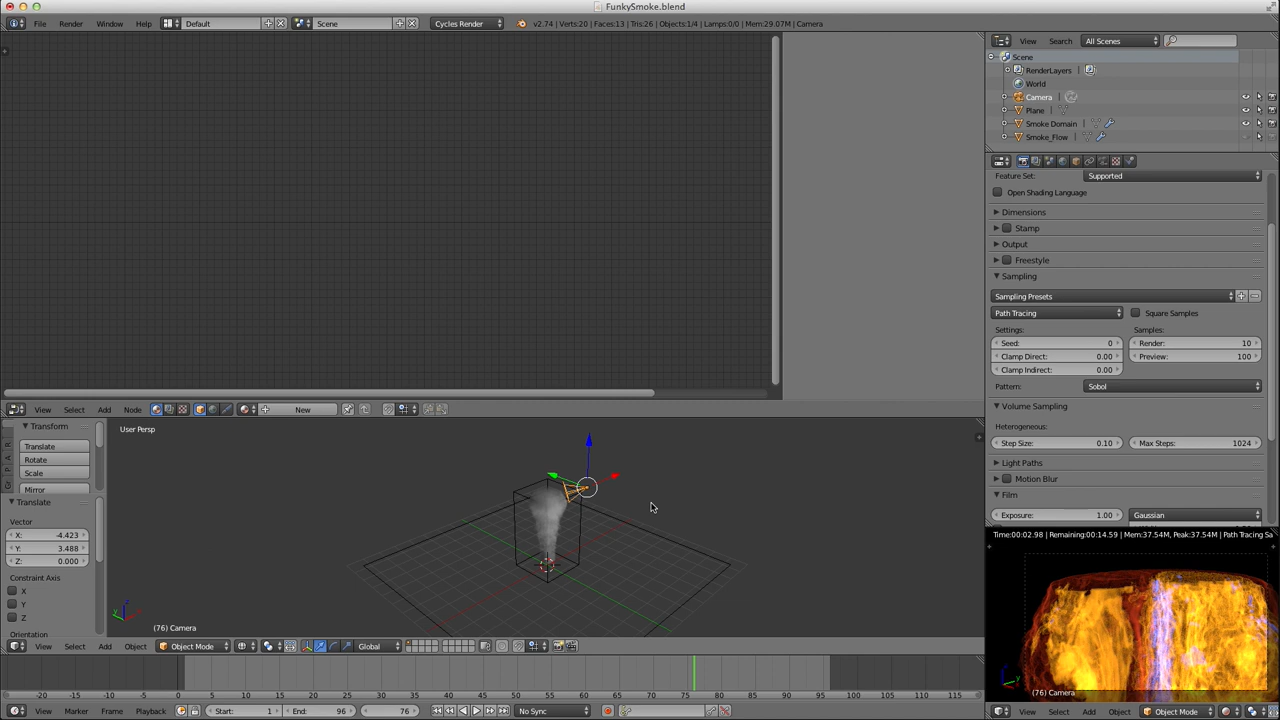 FunkySmoke.blend
File Render Window Help Default Scene Cycles Render v2.74 | Verts:20 | Faces:13 | Tris:26 | Objects:1/4 | Lamps:0/0 | Mem:29.07M | Camera
View Search All Scenes
Scene
RenderLayers
World
Camera
Plane
Smoke Domain
Smoke_Flow
Feature Set: Supported
Open Shading Language
Dimensions
Stamp
Output
Freestyle
Sampling
Sampling Presets
Path Tracing Square Samples
Settings: Samples:
Seed: 0 Render: 10
Clamp Direct: 0.00 Preview: 100
Clamp Indirect: 0.00
Pattern: Sobol
Volume Sampling
Heterogeneous:
Step Size: 0.10 Max Steps: 1024
Light Paths
Motion Blur
Film
Exposure: 1.00 Gaussian
View Select Add Node New
Transform
Translate
Rotate
Scale
Mirror
Translate
Vector
X: -4.423
Y: 3.488
Z: 0.000
Constraint Axis
X
Y
Z
Orientation
User Persp
(76) Camera
View Select Add Object Object Mode Global
Time:00:02.98 | Remaining:00:14.59 | Mem:37.54M, Peak:37.54M | Path Tracing Sa
(76) Camera
View Select Add Object Object Mode
-20 -15 -10 -5 0 5 10 15 20 25 30 35 40 45 50 55 60 65 70 75 80 85 90 95 100 105 110 115
View Marker Frame Playback Start: 1 End: 96 76 No Sync